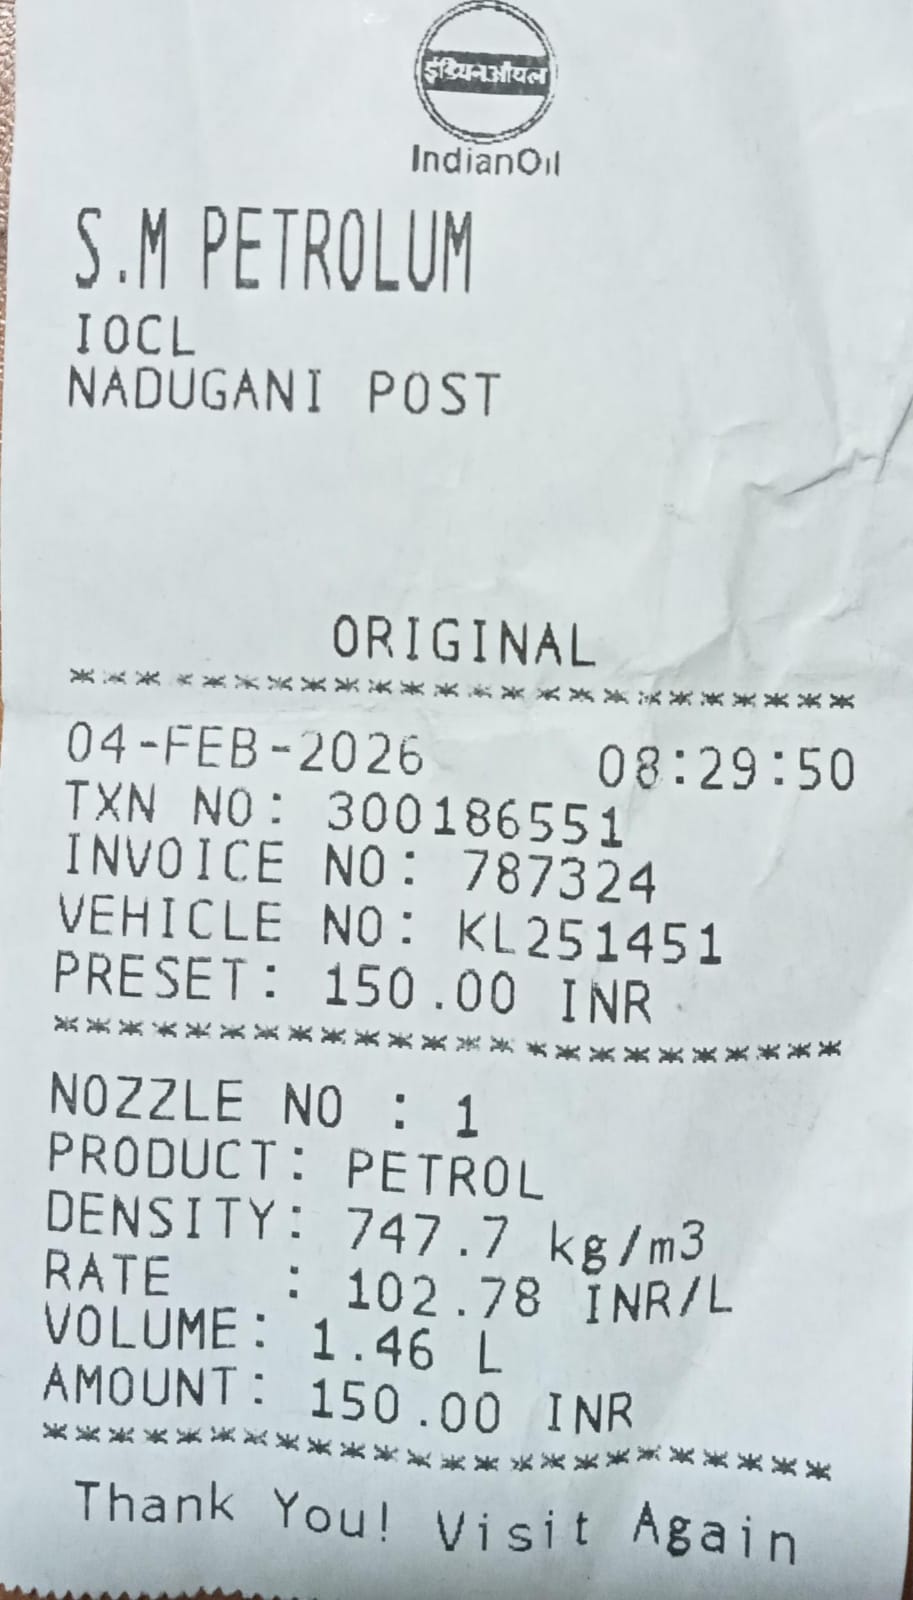 इंडियनऑयल
IndianOil
S.M PETROLUM
IOCL
NADUGANI POST
ORIGINAL
************************
04-FEB-2026 08:29:50
TXN NO: 300186551
INVOICE NO: 787324
VEHICLE NO: KL251451
PRESET: 150.00 INR
************************
NOZZLE NO : 1
PRODUCT: PETROL
DENSITY: 747.7 kg/m3
RATE : 102.78 INR/L
VOLUME: 1.46 L
AMOUNT: 150.00 INR
************************
Thank You! Visit Again